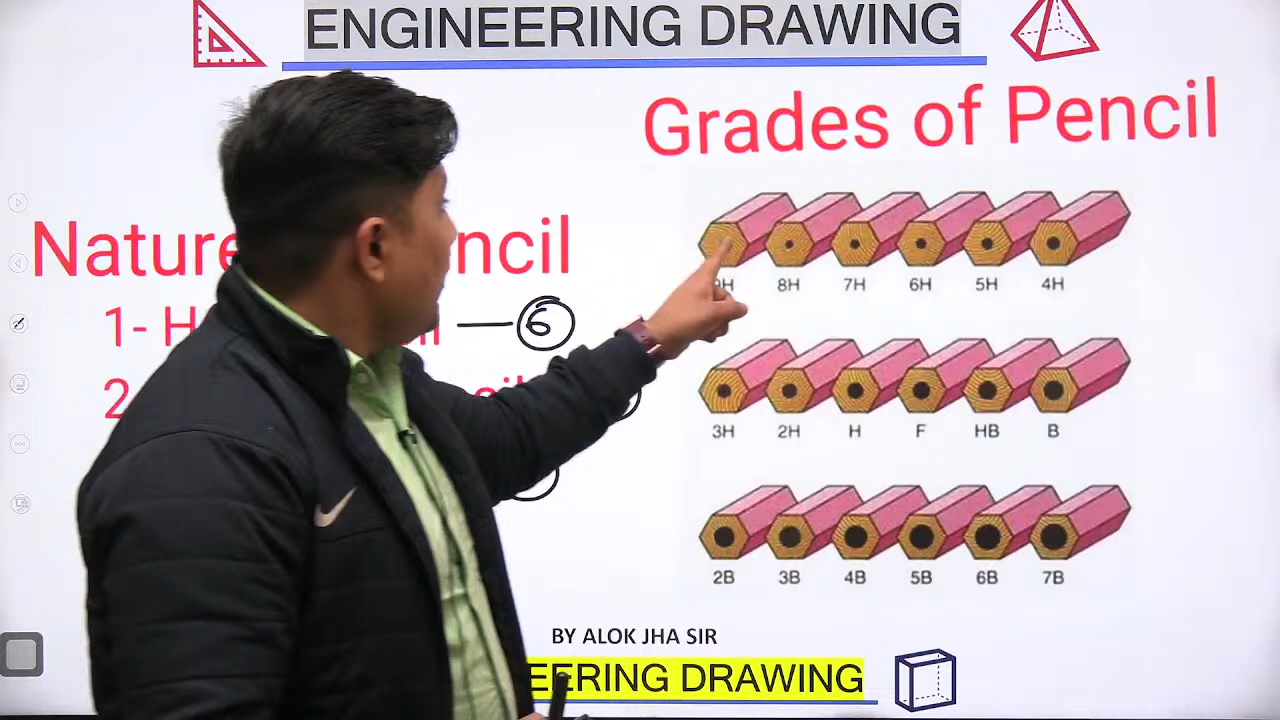 ENGINEERING DRAWING
Grades of Pencil
Nature
1- H
6
2
8H 7H 6H 5H 4H
3H 2H H F HB B
2B 3B 4B 5B 6B 7B
BY ALOK JHA SIR
EERING DRAWING